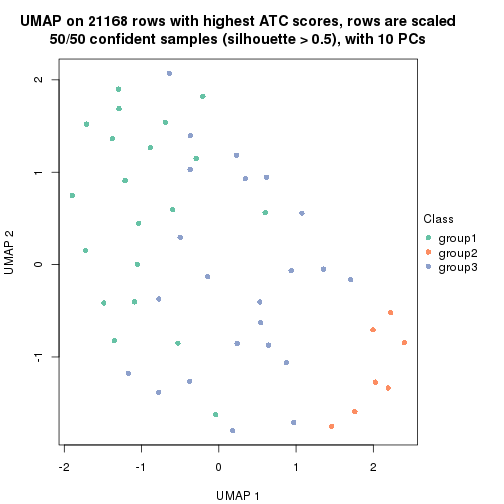 UMAP on 21168 rows with highest ATC scores, rows are scaled
50/50 confident samples (silhouette > 0.5), with 10 PCs
2
1
0
-1
UMAP 2
-2
-1
0
1
2
UMAP 1
Class
group1
group2
group3